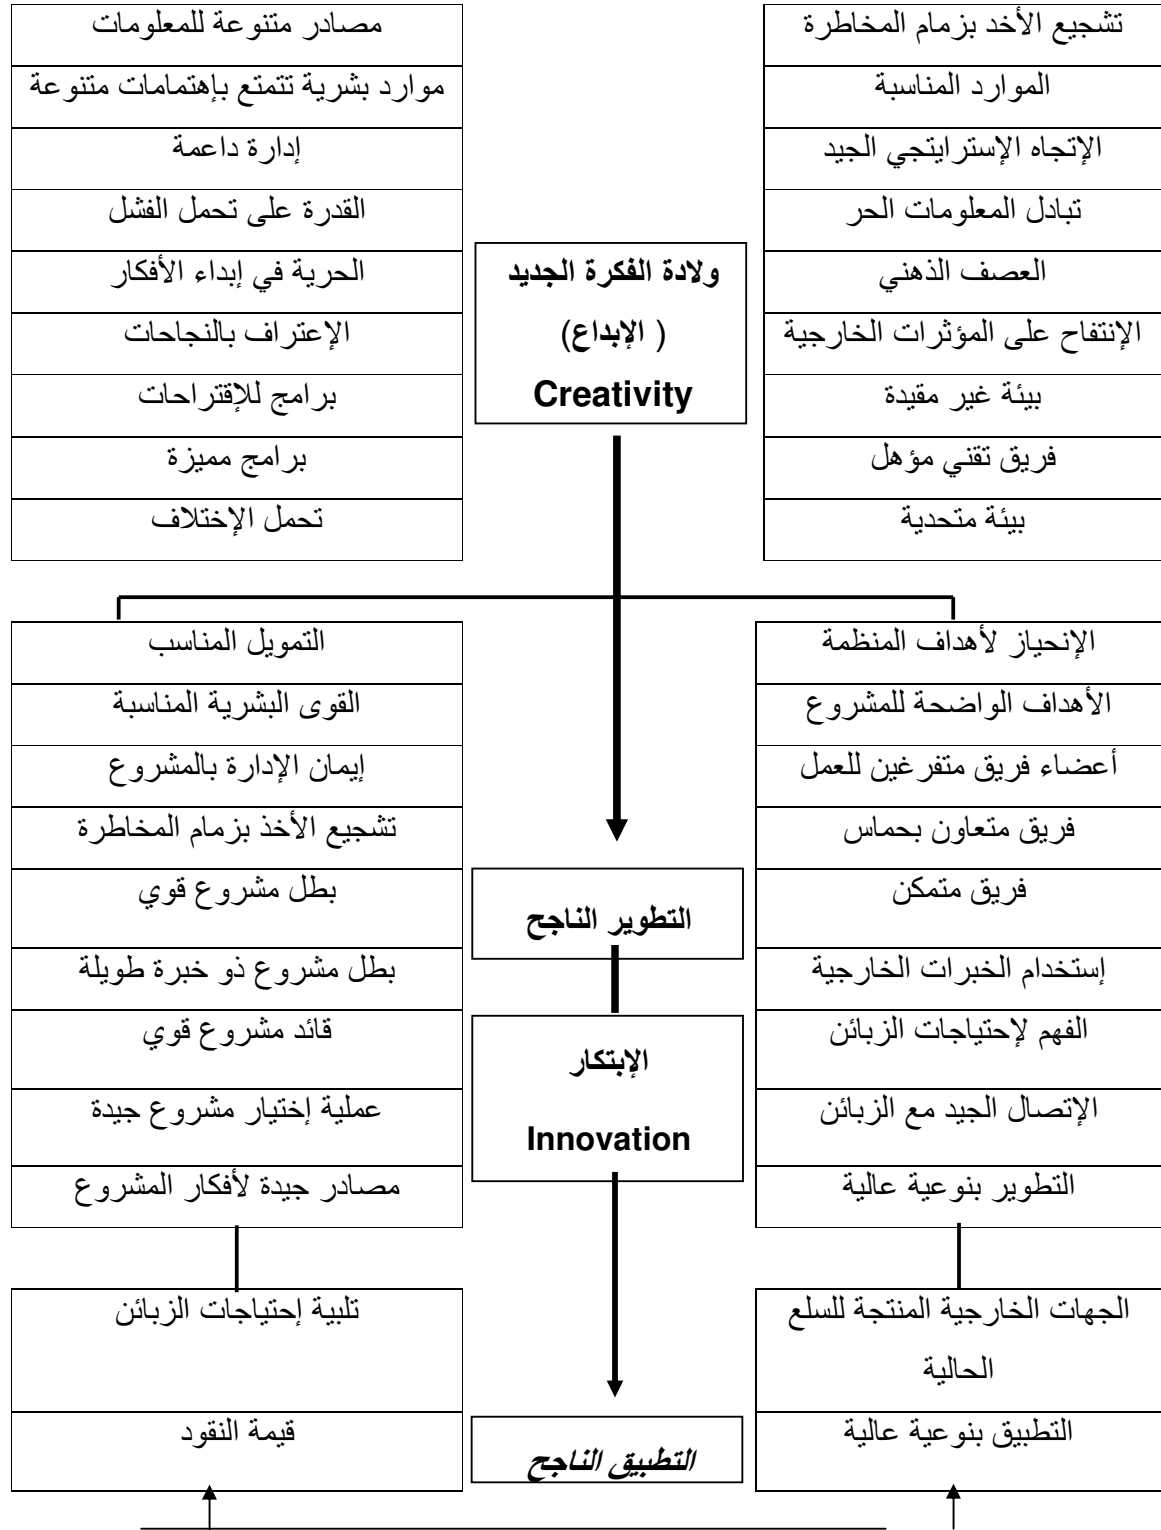 تشجيع الأخد بزمام المخاطرة
الموارد المناسبة
الإتجاه الإسترايتجي الجيد
تبادل المعلومات الحر
العصف الذهني
الإنتفاح على المؤثرات الخارجية
بيئة غير مقيدة
فريق تقني مؤهل
بيئة متحدية
مصادر متنوعة للمعلومات
موارد بشرية تتمتع بإهتمامات متنوعة
إدارة داعمة
القدرة على تحمل الفشل
الحرية في إبداء الأفكار
الإعتراف بالنجاحات
برامج للإقتراحات
برامج مميزة
تحمل الإختلاف
ولادة الفكرة الجديد
( الإبداع)
Creativity
الإنحياز لأهداف المنظمة
الأهداف الواضحة للمشروع
أعضاء فريق متفرغين للعمل
فريق متعاون بحماس
فريق متمكن
إستخدام الخبرات الخارجية
الفهم لإحتياجات الزبائن
الإتصال الجيد مع الزبائن
التطوير بنوعية عالية
التمويل المناسب
القوى البشرية المناسبة
إيمان الإدارة بالمشروع
تشجيع الأخذ بزمام المخاطرة
بطل مشروع قوي
بطل مشروع ذو خبرة طويلة
قائد مشروع قوي
عملية إختيار مشروع جيدة
مصادر جيدة لأفكار المشروع
التطوير الناجح
الإبتكار
Innovation
الجهات الخارجية المنتجة للسلع
الحالية
التطبيق بنوعية عالية
تلبية إحتياجات الزبائن
قيمة النقود
التطبيق الناجح